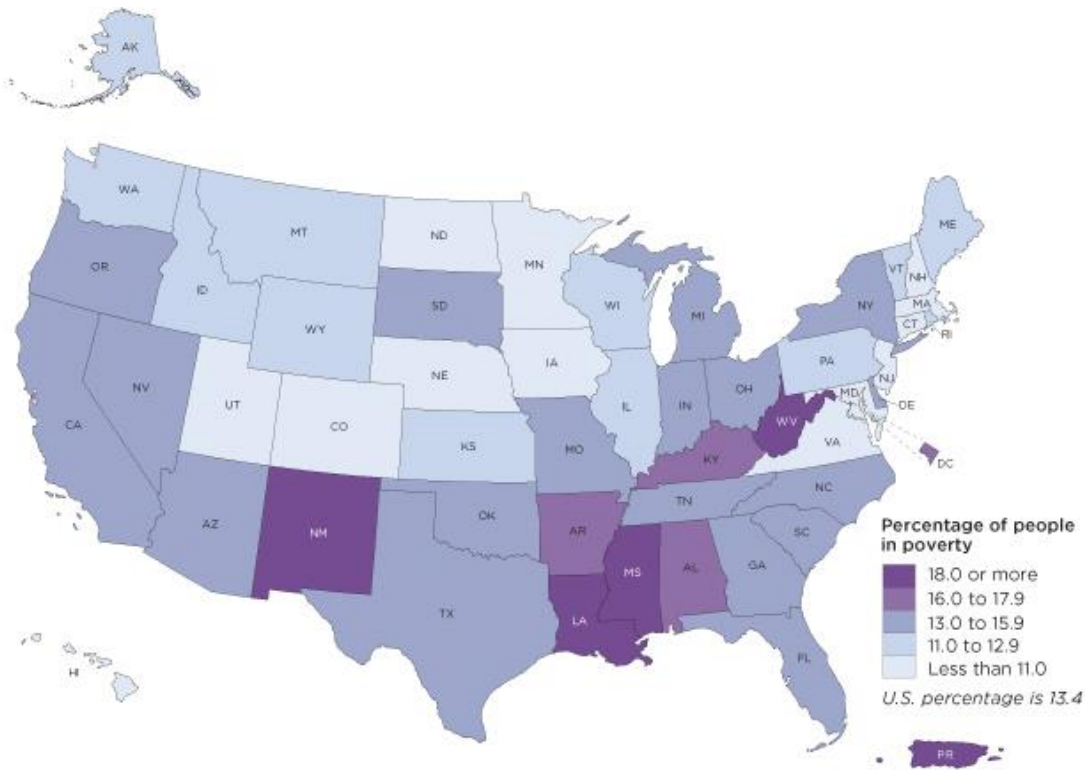 AK
WA
MT
ND
MN
ME
VT
NH
OR
ID
SD
WI
NY
MA
RI
CT
WY
MI
IA
PA
NE
NJ
NV
OH
MD
IL
IN
DE
UT
CO
WV
CA
KS
MO
VA
KY
DC
NC
TN
AZ
OK
NM
AR
SC
MS
AL
GA
TX
LA
FL
HI
Percentage of people
in poverty
18.0 or more
16.0 to 17.9
13.0 to 15.9
11.0 to 12.9
Less than 11.0
U.S. percentage is 13.4
PR